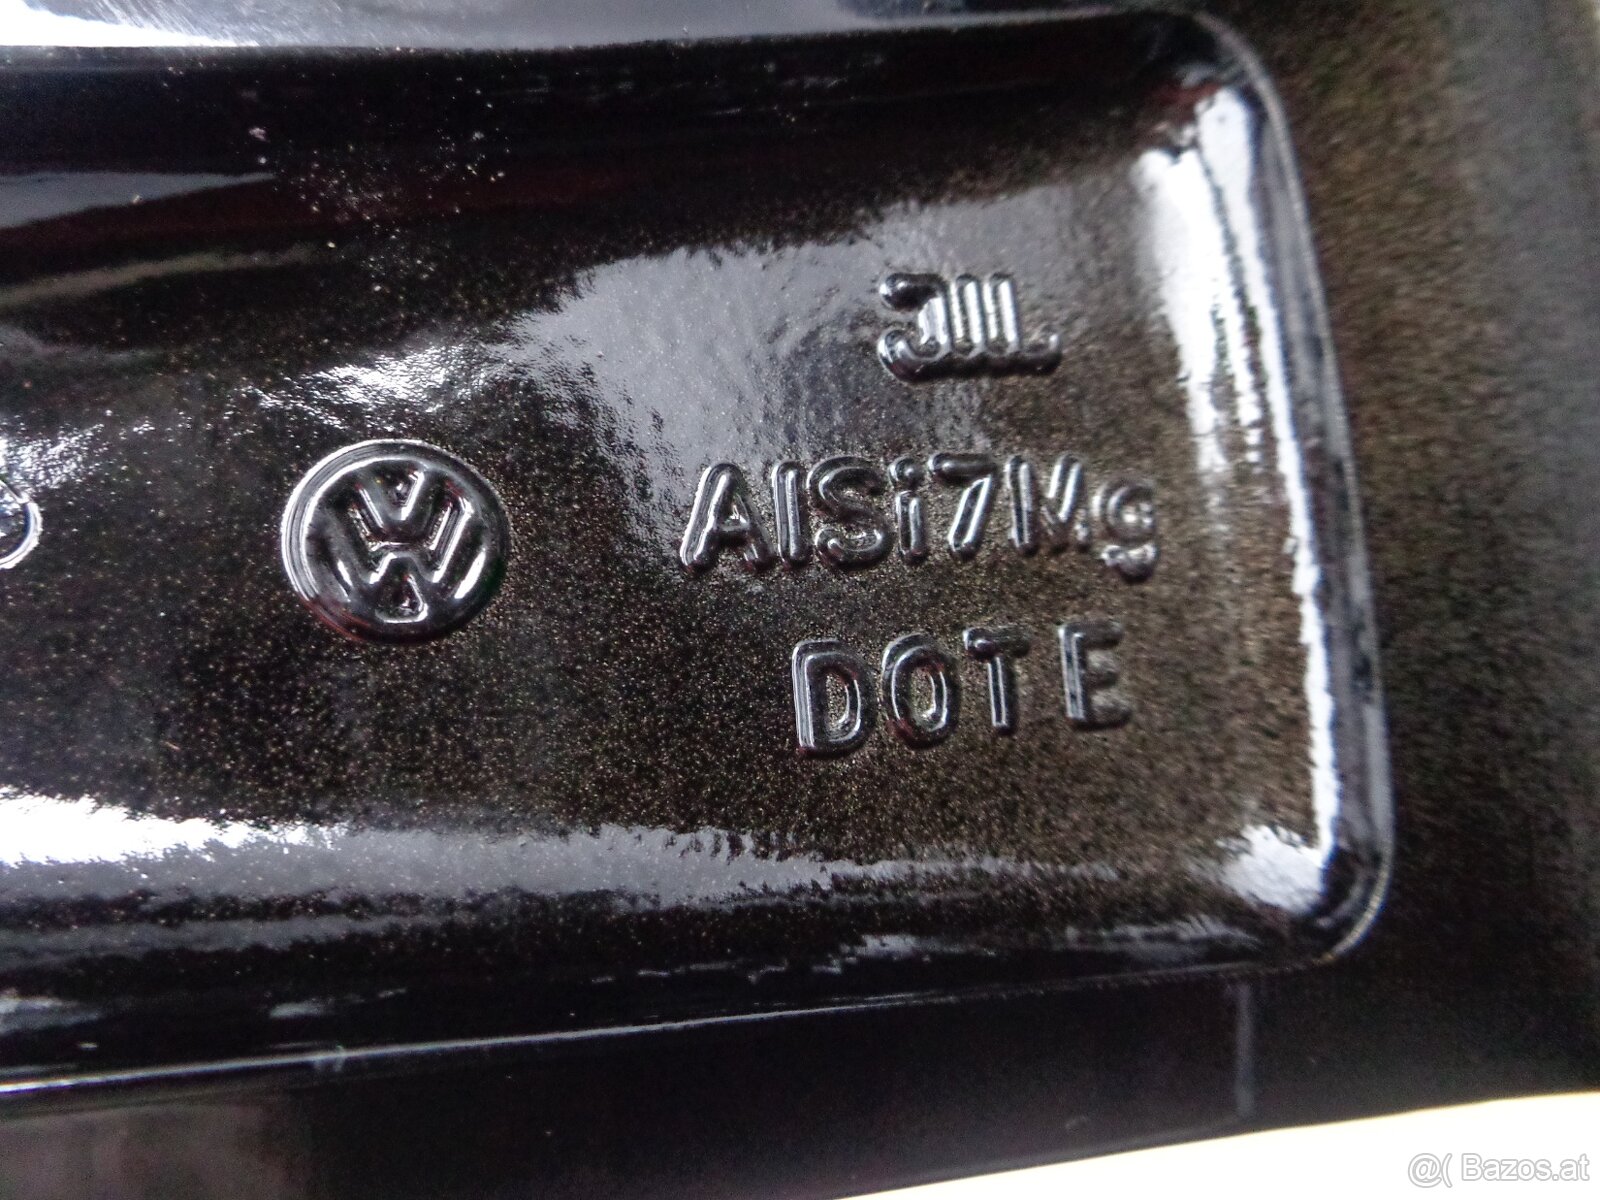 JWL
AlSi7Mg
DOT E
@( Bazos.at